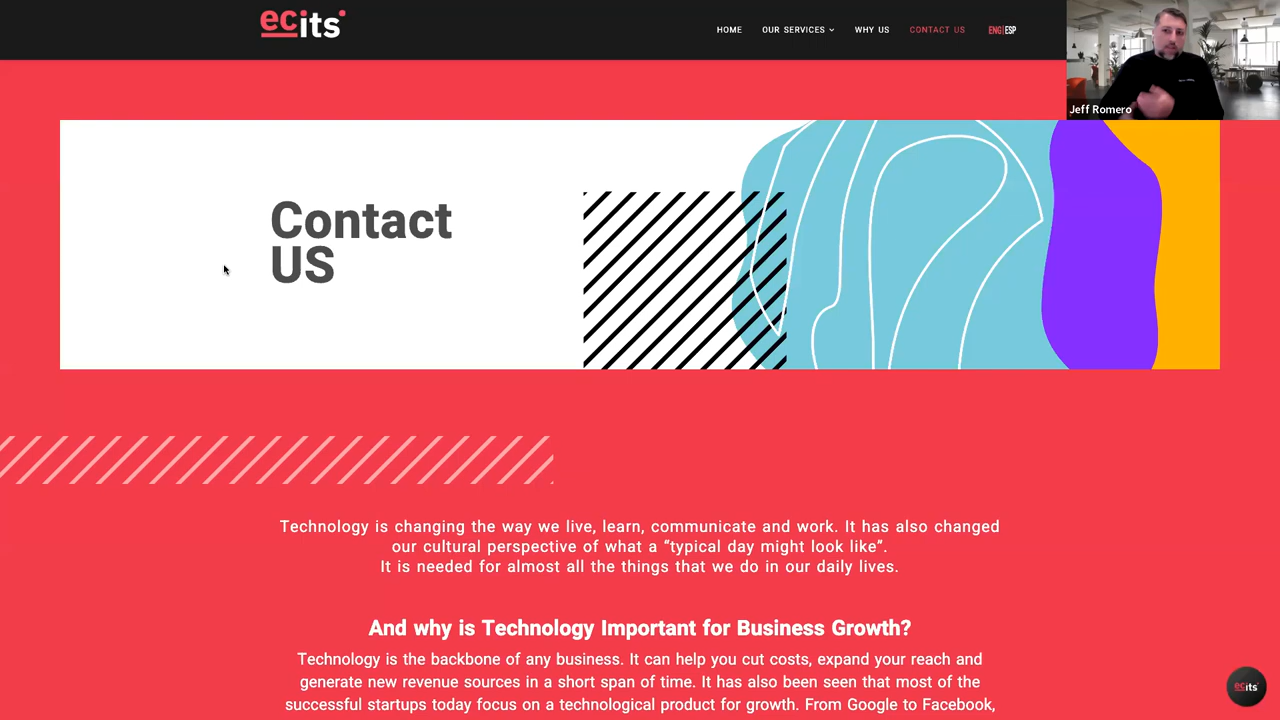 ecits
HOME
OUR SERVICES
WHY US
CONTACT US
ENG|ESP
Jeff Romero
Contact
US
Technology is changing the way we live, learn, communicate and work. It has also changed
our cultural perspective of what a “typical day might look like”.
It is needed for almost all the things that we do in our daily lives.
And why is Technology Important for Business Growth?
Technology is the backbone of any business. It can help you cut costs, expand your reach and
generate new revenue sources in a short span of time. It has also been seen that most of the
successful startups today focus on a technological product for growth. From Google to Facebook,
ecits